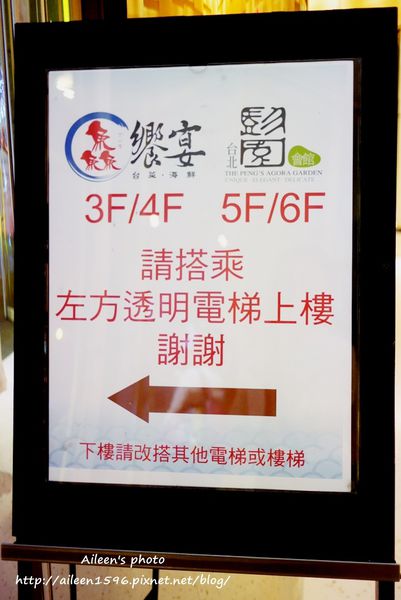 饗宴
台菜·海鮮
彭園
台北
會館
THE PENG'S AGORA GARDEN
UNIQUE · ELEGANT · DELICATE
3F/4F 5F/6F
請搭乘
左方透明電梯上樓
謝謝
下樓請改搭其他電梯或樓梯
Aileen's photo
http://aileen1596.pixnet.net/blog/